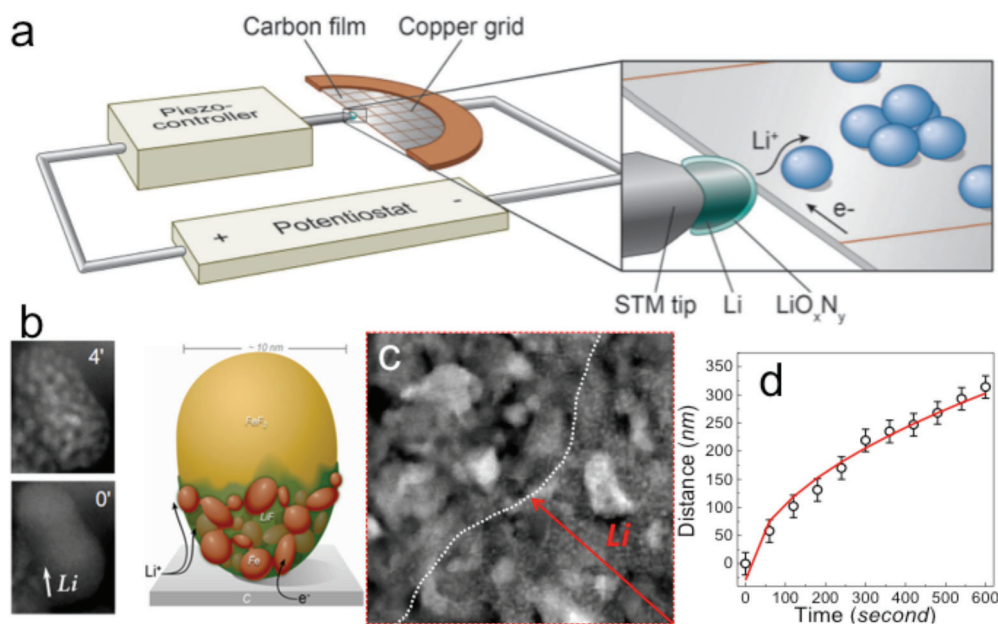 a
Carbon film
Copper grid
Piezo-
controller
Potentiostat
+
-
Li⁺
e-
STM tip
Li
LiOₓNᵧ
b
4'
0'
Li
~ 10 nm
FeF₂
LiF
Fe
Li⁺
C
e⁻
c
Li
d
Distance (nm)
350
300
250
200
150
100
50
0
0 100 200 300 400 500 600
Time (second)